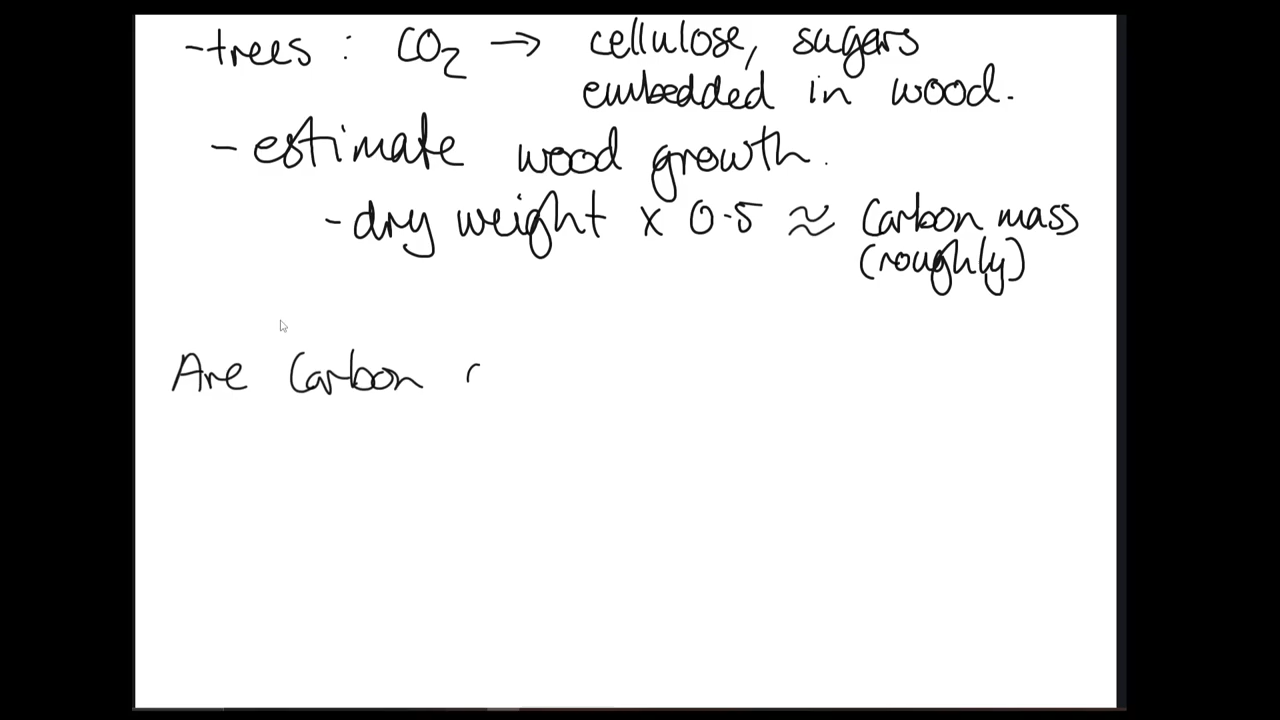 -trees : CO2 → cellulose, sugars
embedded in wood.
- estimate wood growth.
- dry weight x 0.5 ≈ Carbon mass
(roughly)
Are Carbon